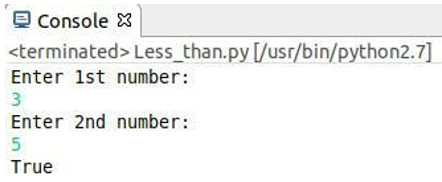 Console
<terminated> Less_than.py [/usr/bin/python2.7]
Enter 1st number:
3
Enter 2nd number:
5
True